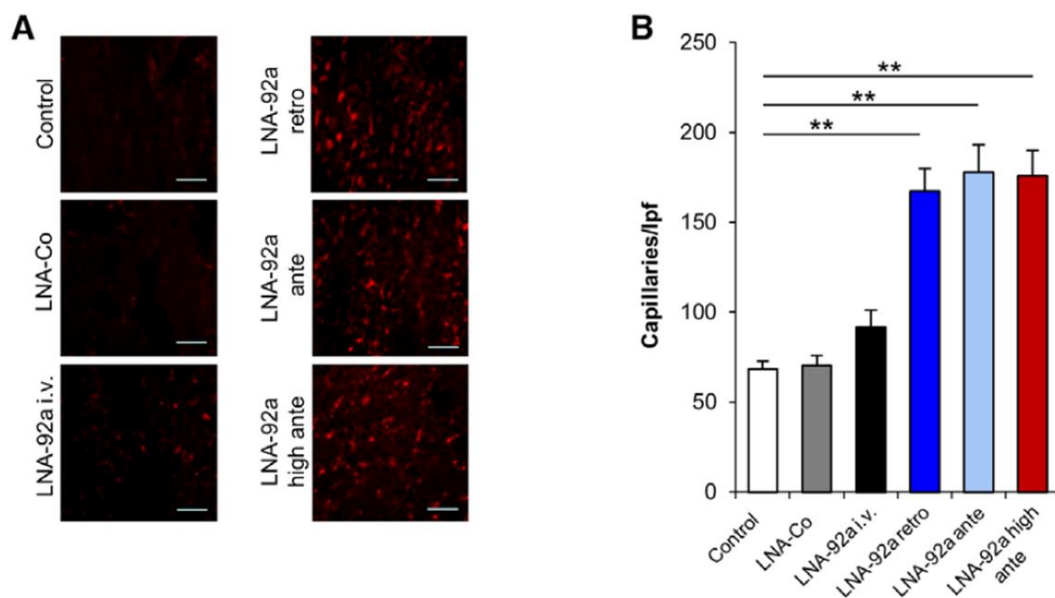 A
Control
LNA-Co
LNA-92a i.v.
LNA-92a
retro
LNA-92a
ante
LNA-92a
high ante
B
Capillaries/lpf
250
200
150
100
50
0
**
**
**
Control
LNA-Co
LNA-92a i.v.
LNA-92a retro
LNA-92a ante
LNA-92a high
ante